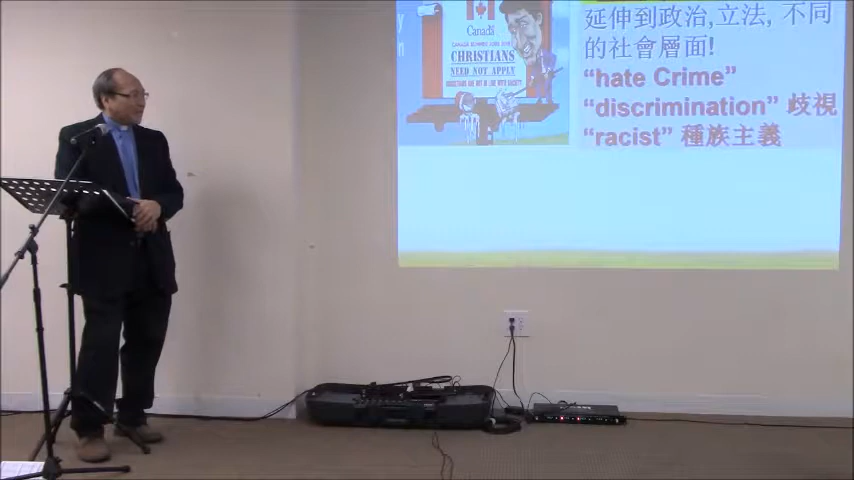 Canada
CHRISTIANS
NEED NOT APPLY
延伸到政治, 立法, 不同
的社會層面!
“hate Crime”
“discrimination” 歧視
“racist” 種族主義